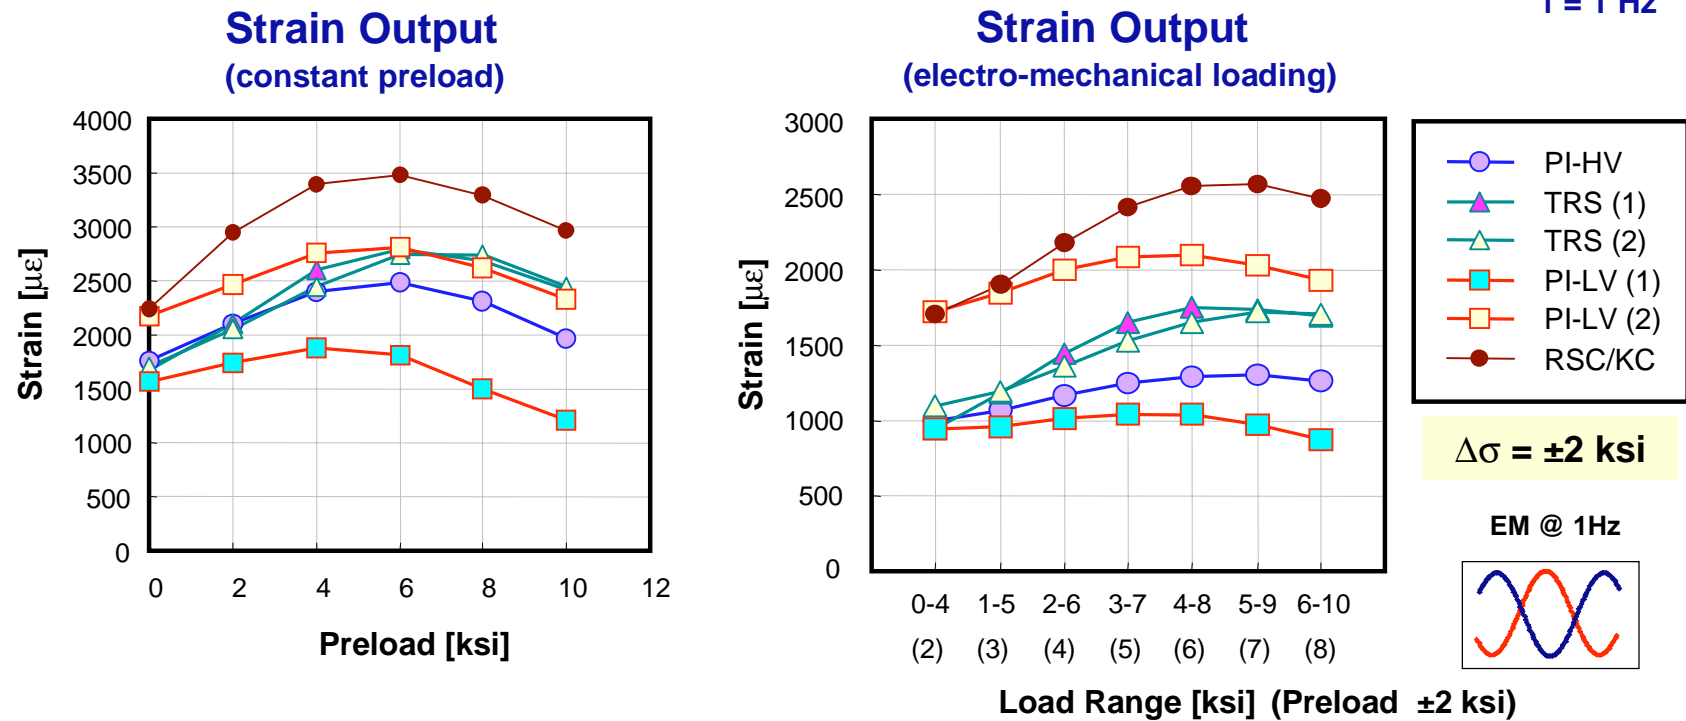 f = 1 Hz
Strain Output
(constant preload)
4000
3500
3000
2500
2000
1500
1000
500
0
Strain [με]
0 2 4 6 8 10 12
Preload [ksi]
Strain Output
(electro-mechanical loading)
3000
2500
2000
1500
1000
500
0
Strain [με]
0-4 1-5 2-6 3-7 4-8 5-9 6-10
(2) (3) (4) (5) (6) (7) (8)
Load Range [ksi] (Preload ±2 ksi)
PI-HV
TRS (1)
TRS (2)
PI-LV (1)
PI-LV (2)
RSC/KC
Δσ = ±2 ksi
EM @ 1Hz